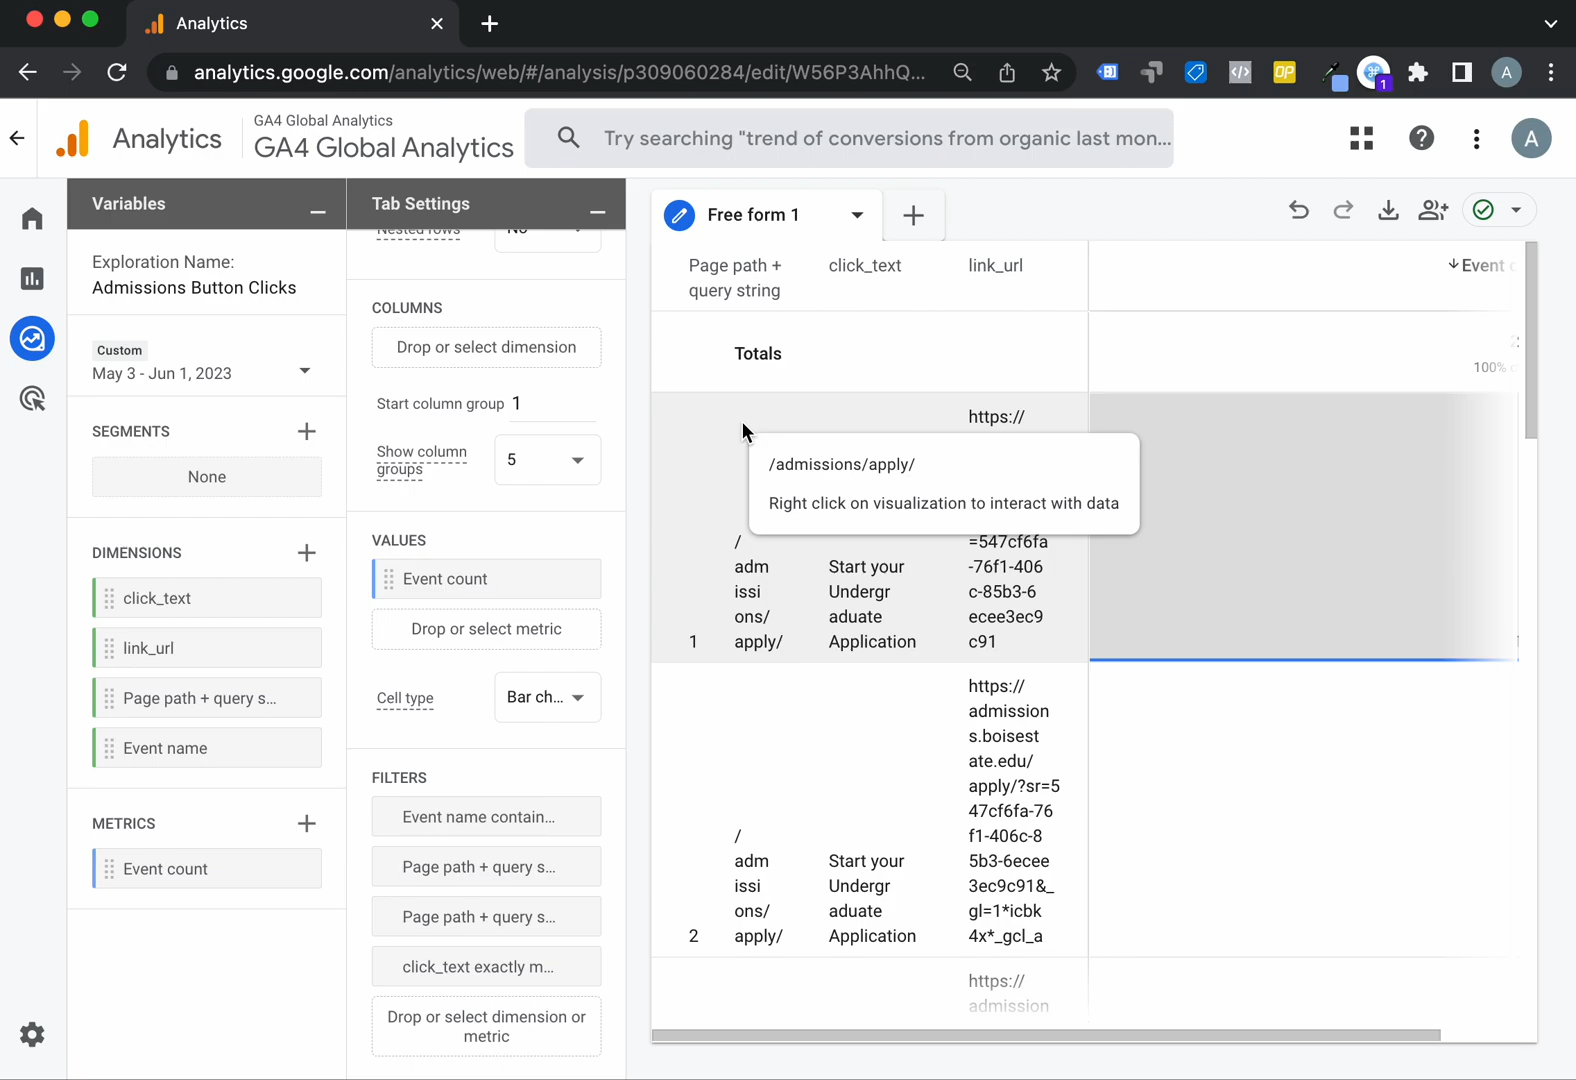 Analytics
analytics.google.com/analytics/web/#/analysis/p309060284/edit/W56P3AhhQ...
1
A
Analytics
GA4 Global Analytics
GA4 Global Analytics
Try searching "trend of conversions from organic last mon...
A
Variables
Tab Settings
Free form 1
Exploration Name:
Admissions Button Clicks
Custom
May 3 - Jun 1, 2023
SEGMENTS
None
DIMENSIONS
click_text
link_url
Page path + query s...
Event name
METRICS
Event count
Nested rows
No
COLUMNS
Drop or select dimension
Start column group 1
Show column
groups
5
VALUES
Event count
Drop or select metric
Cell type
Bar ch...
FILTERS
Event name contain...
Page path + query s...
Page path + query s...
click_text exactly m...
Drop or select dimension or
metric
Page path +
query string
click_text
link_url
Event
Totals
100%
https://
/admissions/apply/
Right click on visualization to interact with data
1
/
adm
issi
ons/
apply/
Start your
Undergr
aduate
Application
=547cf6fa
-76f1-406
c-85b3-6
ecee3ec9
c91
2
/
adm
issi
ons/
apply/
Start your
Undergr
aduate
Application
https://
admission
s.boisest
ate.edu/
apply/?sr=5
47cf6fa-76
f1-406c-8
5b3-6ecee
3ec9c91&_
gl=1*icbk
4x*_gcl_a
https://
admission